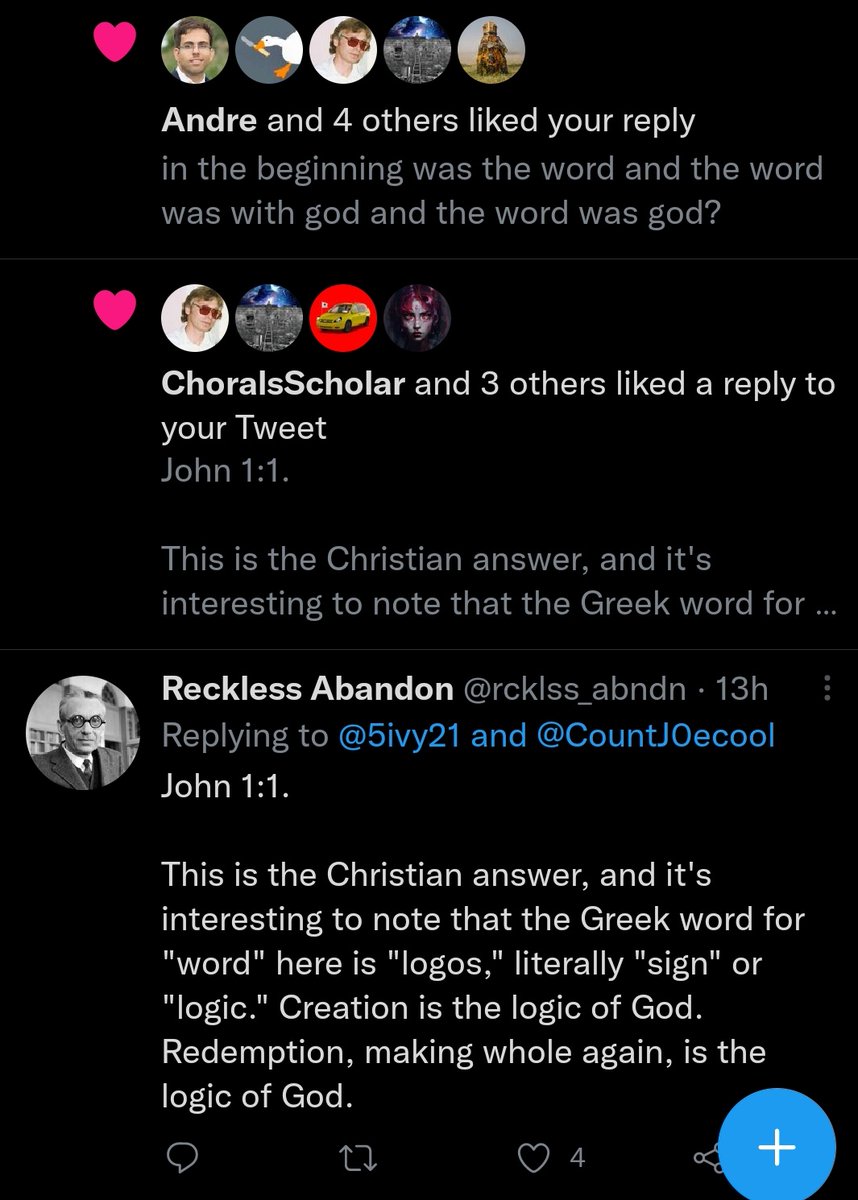 Andre and 4 others liked your reply
in the beginning was the word and the word
was with god and the word was god?
ChoralsScholar and 3 others liked a reply to
your Tweet
John 1:1.
This is the Christian answer, and it's
interesting to note that the Greek word for ...
Reckless Abandon @rcklss_abndn · 13h
Replying to @5ivy21 and @CountJ0ecool
John 1:1.
This is the Christian answer, and it's
interesting to note that the Greek word for
"word" here is "logos," literally "sign" or
"logic." Creation is the logic of God.
Redemption, making whole again, is the
logic of God.
4